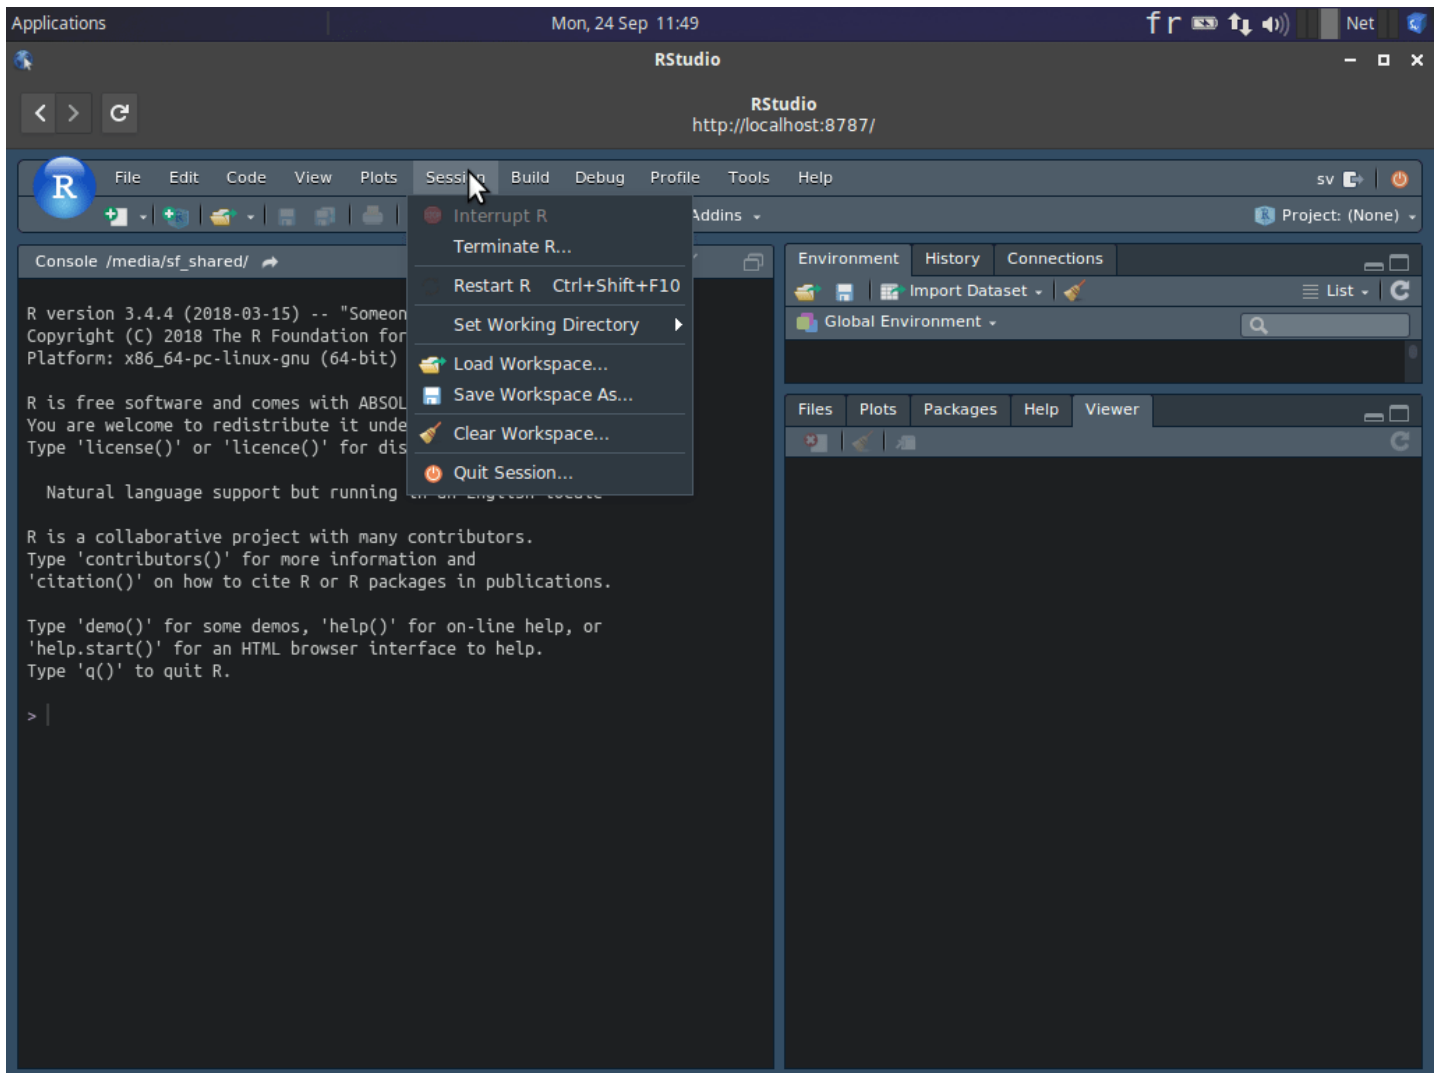 Applications
Mon, 24 Sep 11:49
fr
Net
RStudio
RStudio
http://localhost:8787/
R
File Edit Code View Plots Session Build Debug Profile Tools Help
sv
Addins
Project: (None)
Interrupt R
Terminate R...
Restart R Ctrl+Shift+F10
Set Working Directory
Load Workspace...
Save Workspace As...
Clear Workspace...
Quit Session...
Console /media/sf_shared/
R version 3.4.4 (2018-03-15) -- "Someon
Copyright (C) 2018 The R Foundation for
Platform: x86_64-pc-linux-gnu (64-bit)
R is free software and comes with ABSOL
You are welcome to redistribute it unde
Type 'license()' or 'licence()' for dis
Natural language support but running in an English locale
R is a collaborative project with many contributors.
Type 'contributors()' for more information and
'citation()' on how to cite R or R packages in publications.
Type 'demo()' for some demos, 'help()' for on-line help, or
'help.start()' for an HTML browser interface to help.
Type 'q()' to quit R.
>
Environment History Connections
Import Dataset
List
Global Environment
Files Plots Packages Help Viewer